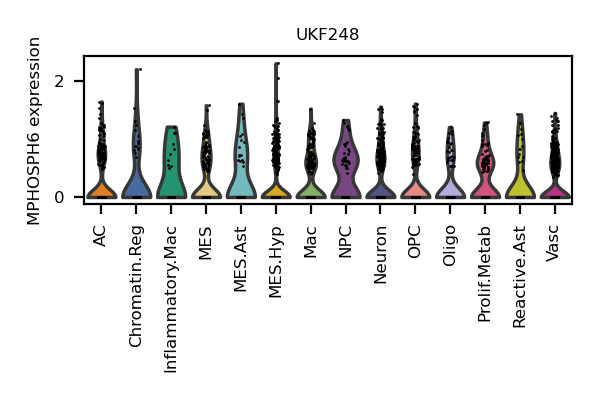 UKF248
MPHOSPH6 expression
2
0
AC
Chromatin.Reg
Inflammatory.Mac
MES
MES.Ast
MES.Hyp
Mac
NPC
Neuron
OPC
Oligo
Prolif.Metab
Reactive.Ast
Vasc